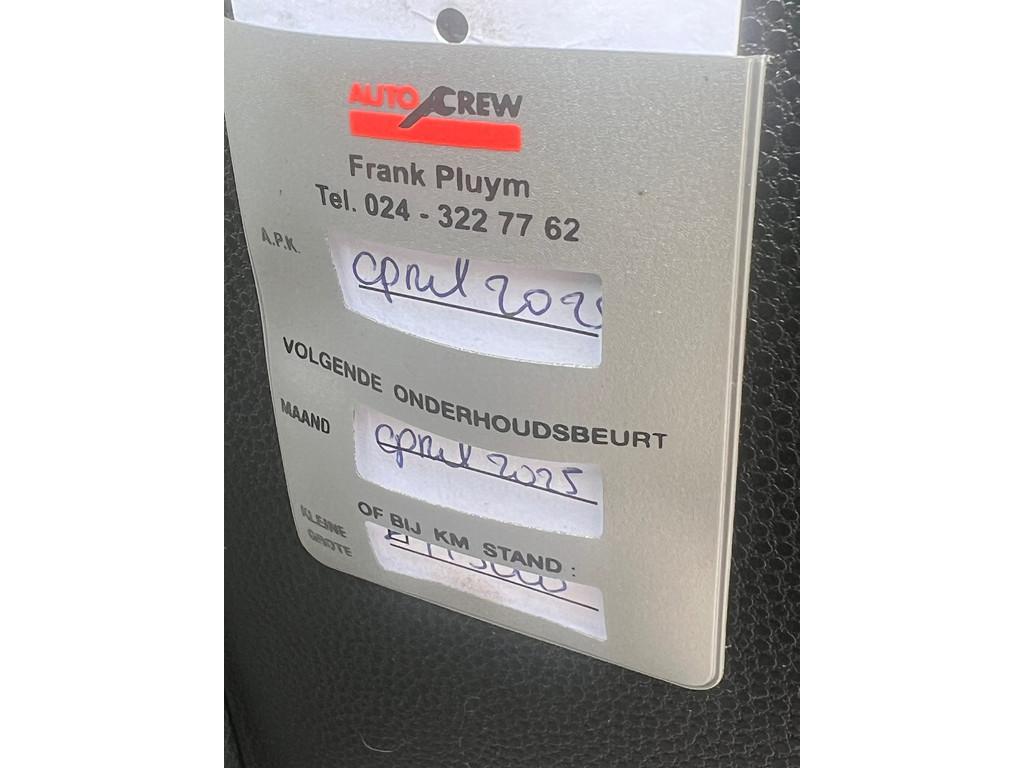 AUTO CREW
Frank Pluym
Tel. 024 - 322 77 62
A.P.K.
april 202
VOLGENDE ONDERHOUDSBEURT
MAAND
april 2025
OF BIJ KM STAND :
KLEINE
GROTE